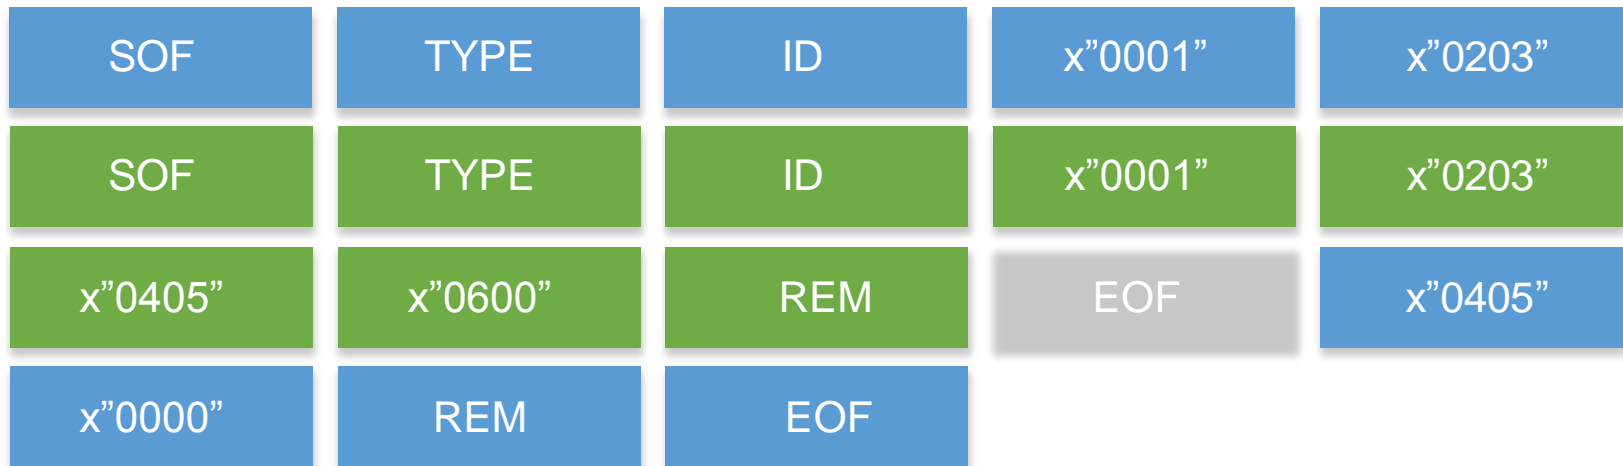 SOF TYPE ID x”0001” x”0203”
SOF TYPE ID x”0001” x”0203”
x”0405” x”0600” REM EOF x”0405”
x”0000” REM EOF